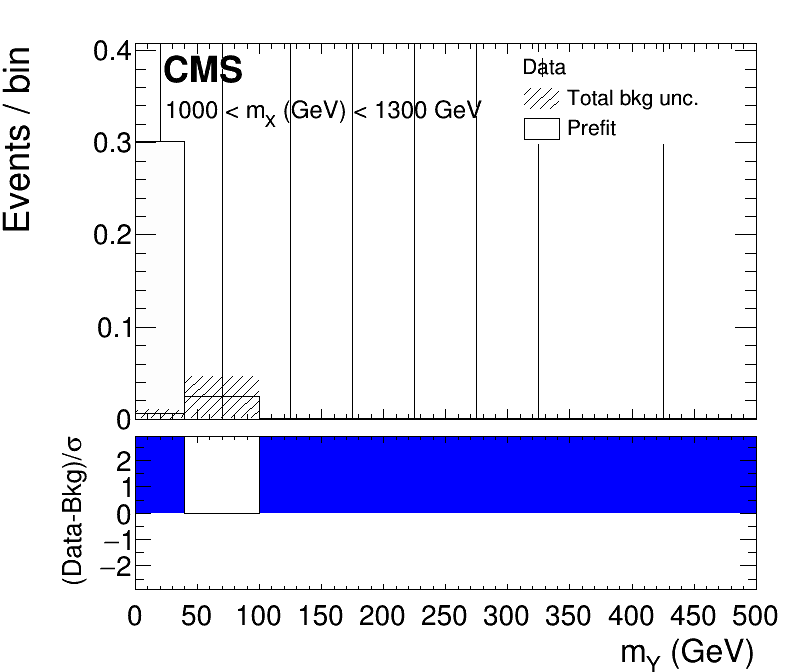 Events / bin
0.4
0.3
0.2
0.1
0
CMS
1000 < mX (GeV) < 1300 GeV
Data
Total bkg unc.
Prefit
(Data-Bkg)/σ
2
1
0
−1
−2
0 50 100 150 200 250 300 350 400 450 500
mY (GeV)